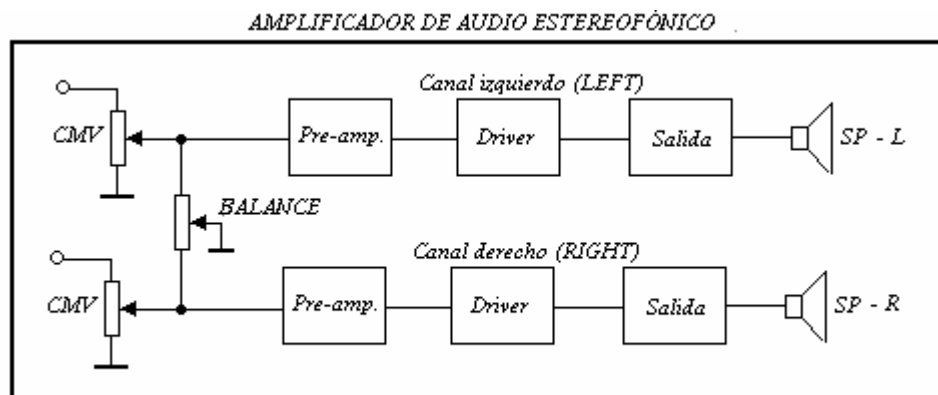 AMPLIFICADOR DE AUDIO ESTEREOFÓNICO
Canal izquierdo (LEFT)
CMV
Pre-amp.
Driver
Salida
SP - L
BALANCE
Canal derecho (RIGHT)
CMV
Pre-amp.
Driver
Salida
SP - R